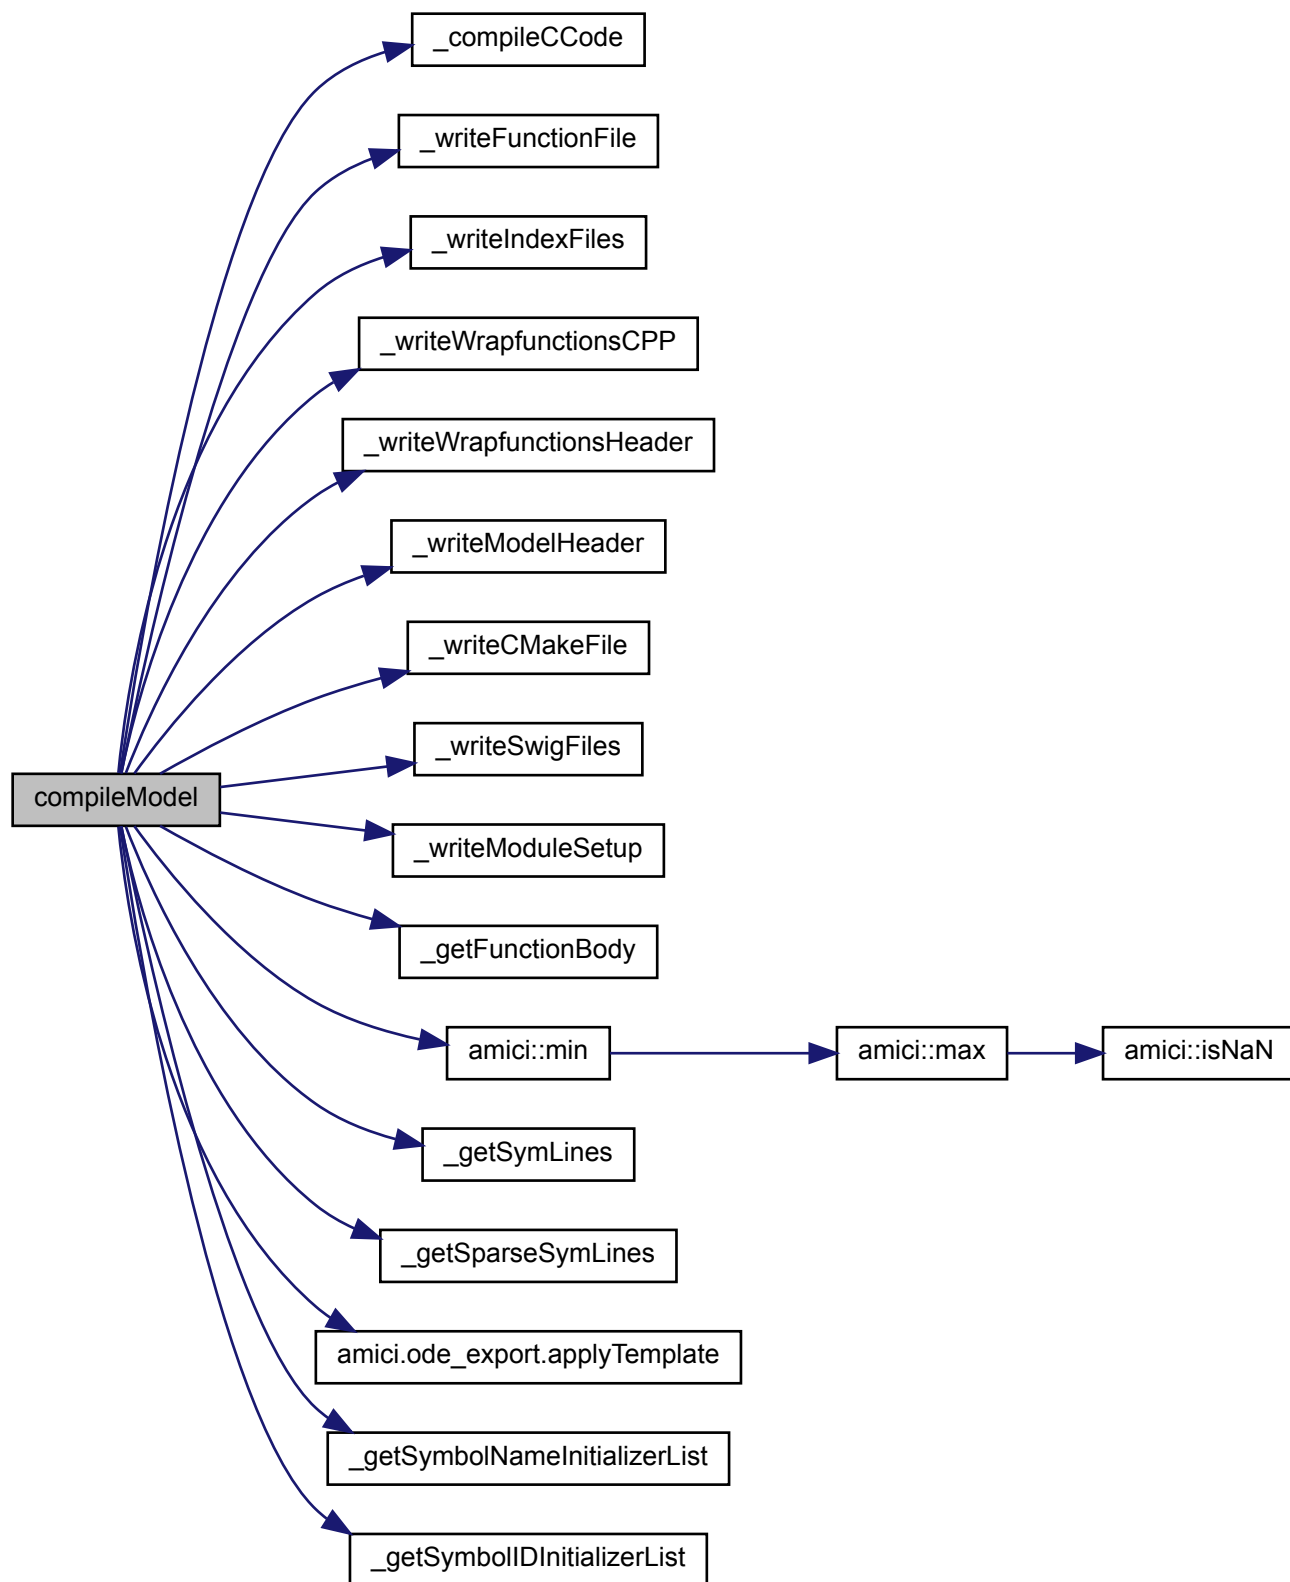 _compileCCode
_writeFunctionFile
_writeIndexFiles
_writeWrapfunctionsCPP
_writeWrapfunctionsHeader
_writeModelHeader
_writeCMakeFile
_writeSwigFiles
compileModel
_writeModuleSetup
_getFunctionBody
amici::min
amici::max
amici::isNaN
_getSymLines
_getSparseSymLines
amici.ode_export.applyTemplate
_getSymbolNameInitializerList
_getSymbolIDInitializerList